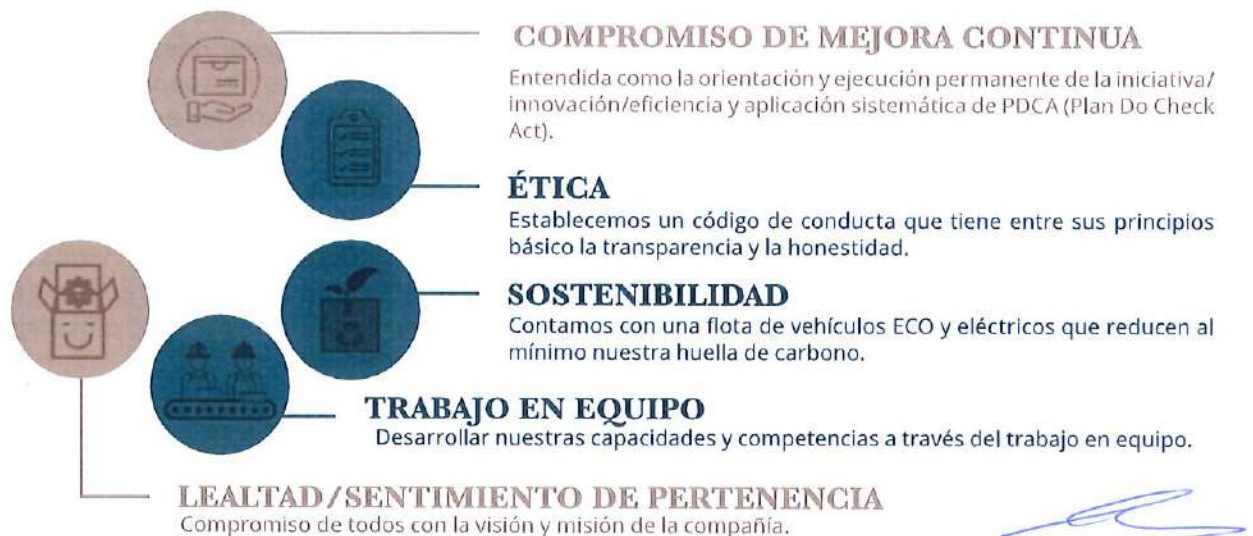 COMPROMISO DE MEJORA CONTINUA
Entendida como la orientación y ejecución permanente de la iniciativa/
innovación/eficiencia y aplicación sistemática de PDCA (Plan Do Check
Act).
ÉTICA
Establecemos un código de conducta que tiene entre sus principios
básico la transparencia y la honestidad.
SOSTENIBILIDAD
Contamos con una flota de vehículos ECO y eléctricos que reducen al
mínimo nuestra huella de carbono.
TRABAJO EN EQUIPO
Desarrollar nuestras capacidades y competencias a través del trabajo en equipo.
LEALTAD/SENTIMIENTO DE PERTENENCIA
Compromiso de todos con la visión y misión de la compañía.